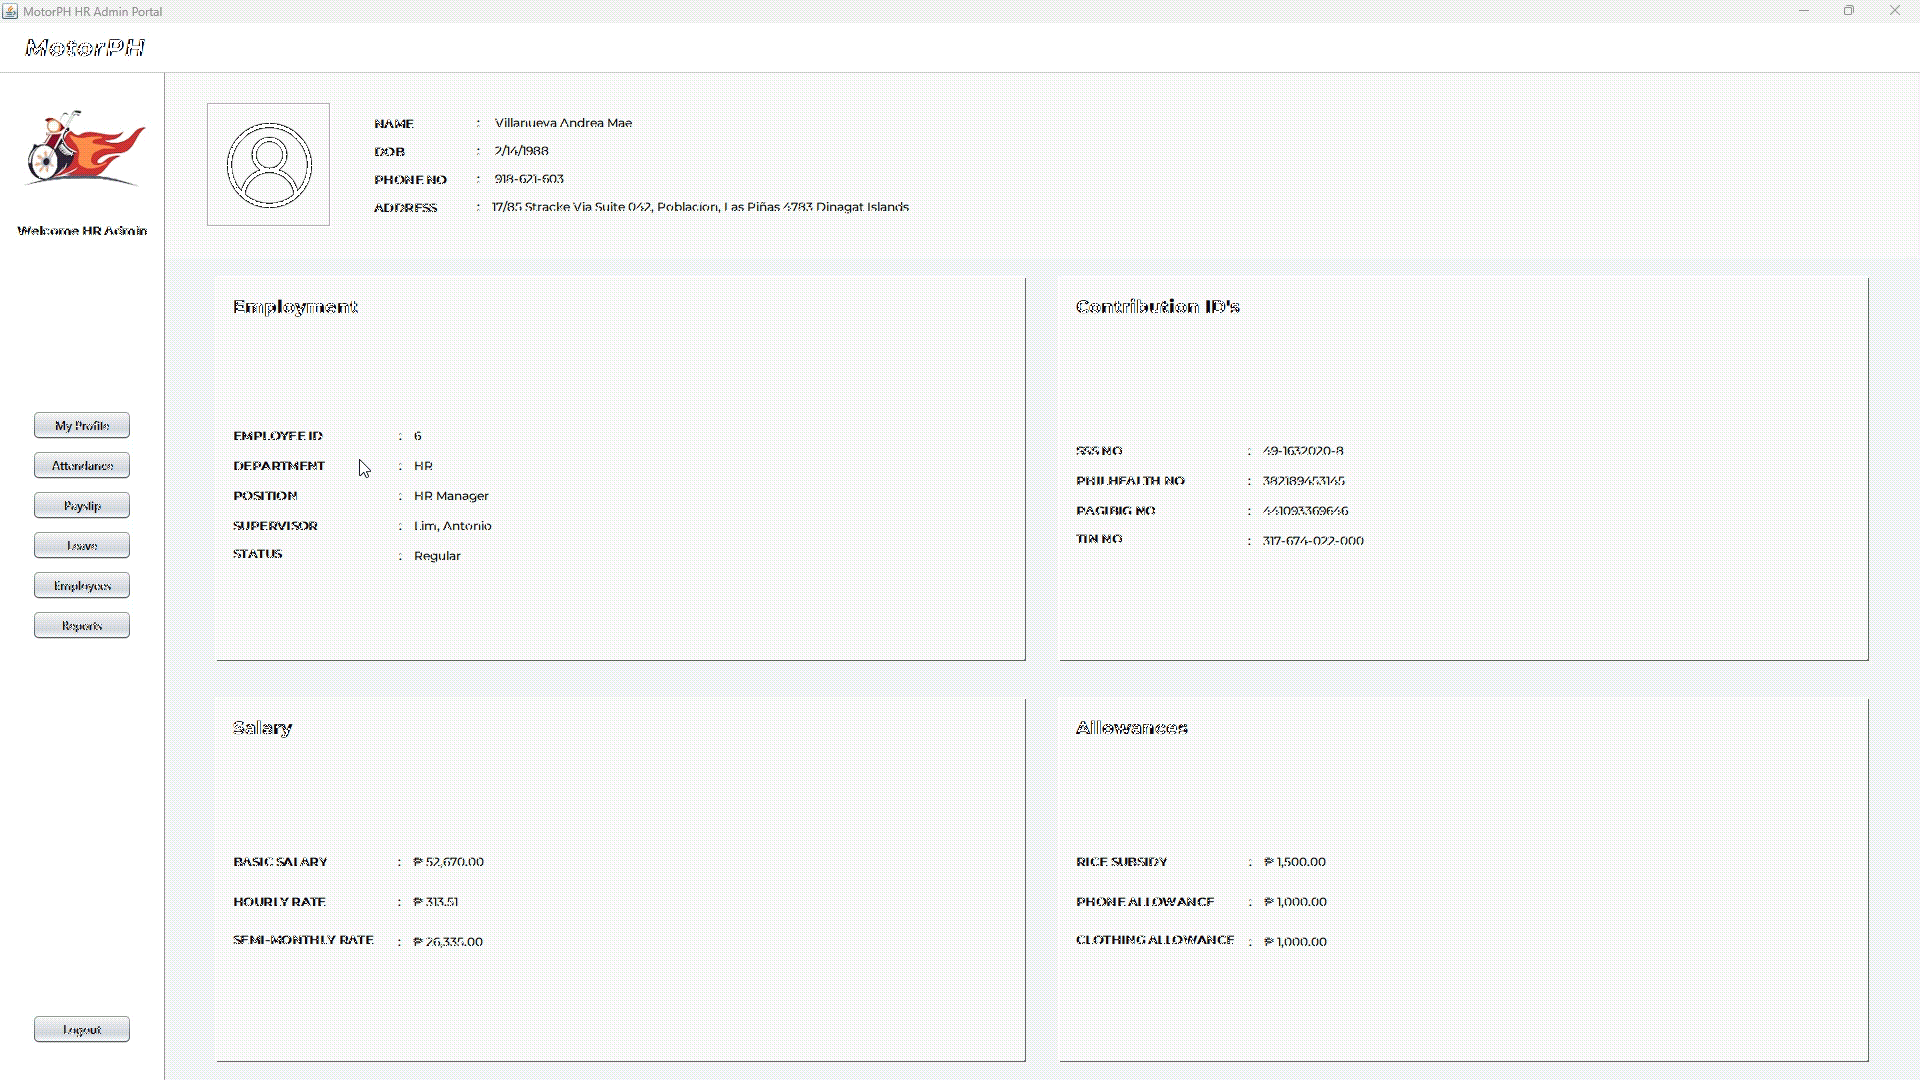 MotorPH HR Admin Portal
MotorPH
Welcome HR Admin
My Profile
Attendance
Payslip
Leave
Employees
Reports
Logout
NAME : Villanueva Andrea Mae
DOB : 2/14/1988
PHONE NO : 918-621-603
ADDRESS : 17/85 Stracke Via Suite 042, Poblacion, Las Piñas 4783 Dinagat Islands
Employment
EMPLOYEE ID : 6
DEPARTMENT : HR
POSITION : HR Manager
SUPERVISOR : Lim, Antonio
STATUS : Regular
Contribution ID's
SSS NO : 49-1632020-8
PHILHEALTH NO : 382189453145
PAGIBIG NO : 441093369646
TIN NO : 317-674-022-000
Salary
BASIC SALARY : ₱ 52,670.00
HOURLY RATE : ₱ 313.51
SEMI-MONTHLY RATE : ₱ 26,335.00
Allowances
RICE SUBSIDY : ₱ 1,500.00
PHONE ALLOWANCE : ₱ 1,000.00
CLOTHING ALLOWANCE : ₱ 1,000.00